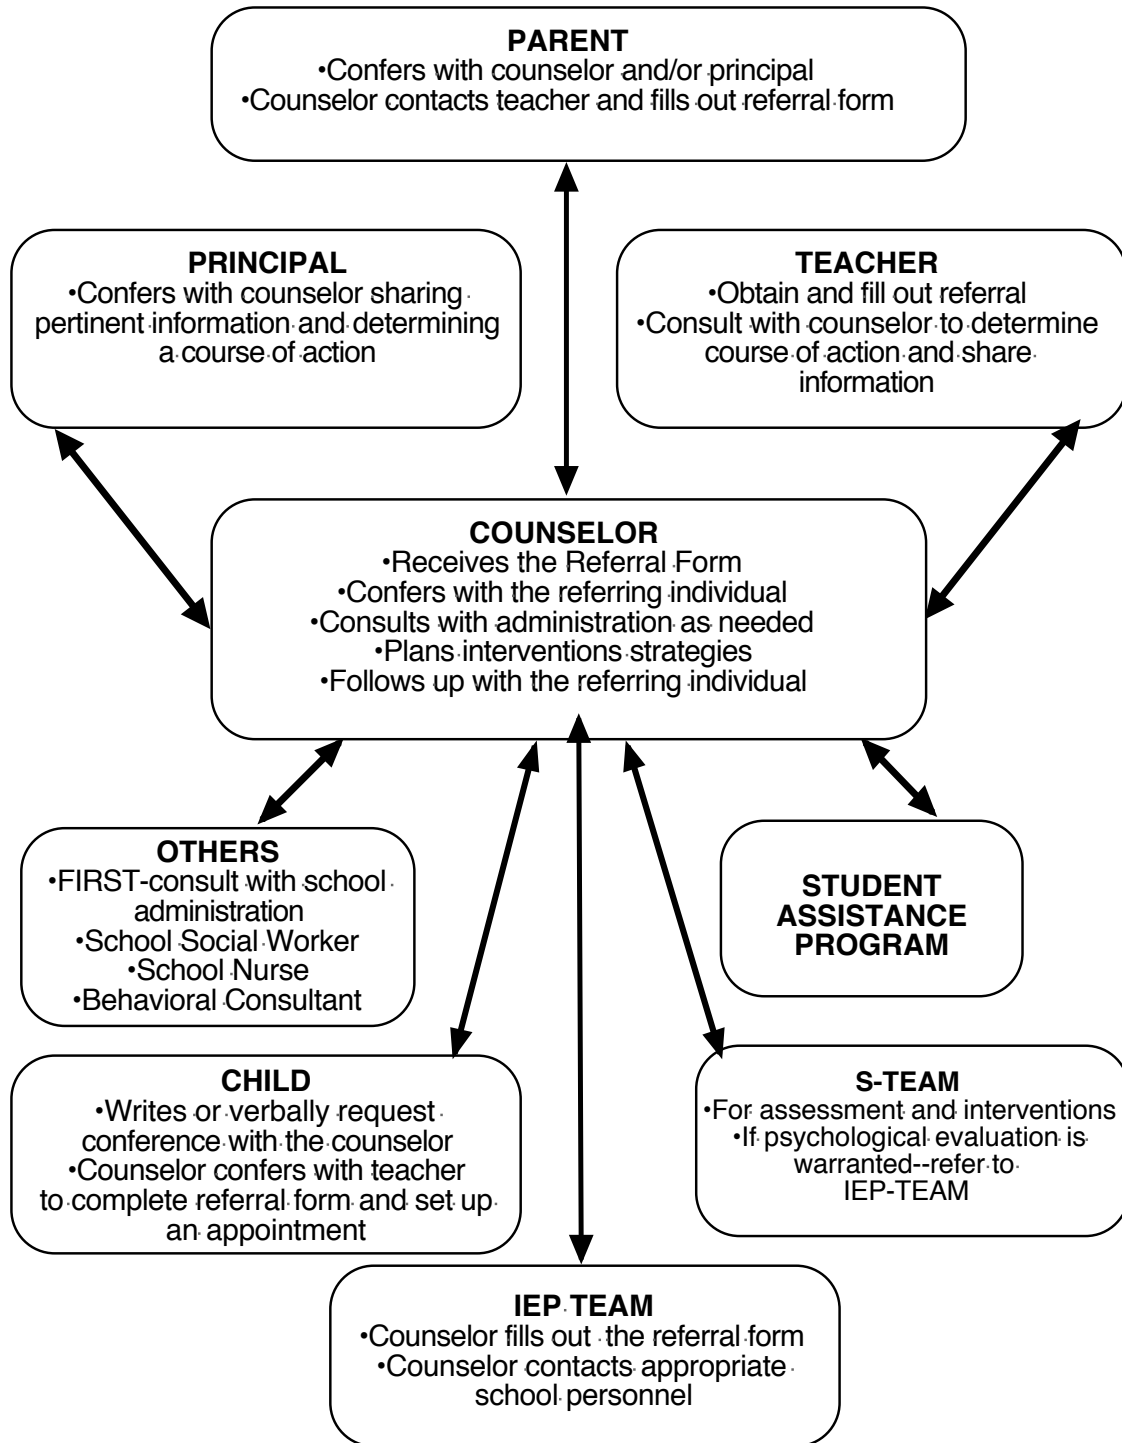 PARENT
•Confers with counselor and/or principal
•Counselor contacts teacher and fills out referral form
PRINCIPAL
•Confers with counselor sharing
pertinent information and determining
a course of action
TEACHER
•Obtain and fill out referral
•Consult with counselor to determine
course of action and share
information
COUNSELOR
•Receives the Referral Form
•Confers with the referring individual
•Consults with administration as needed
•Plans interventions strategies
•Follows up with the referring individual
OTHERS
•FIRST-consult with school
administration
•School Social Worker
•School Nurse
•Behavioral Consultant
STUDENT
ASSISTANCE
PROGRAM
CHILD
•Writes or verbally request
conference with the counselor
•Counselor confers with teacher
to complete referral form and set up
an appointment
S-TEAM
•For assessment and interventions
•If psychological evaluation is
warranted--refer to
IEP-TEAM
IEP TEAM
•Counselor fills out the referral form
•Counselor contacts appropriate
school personnel